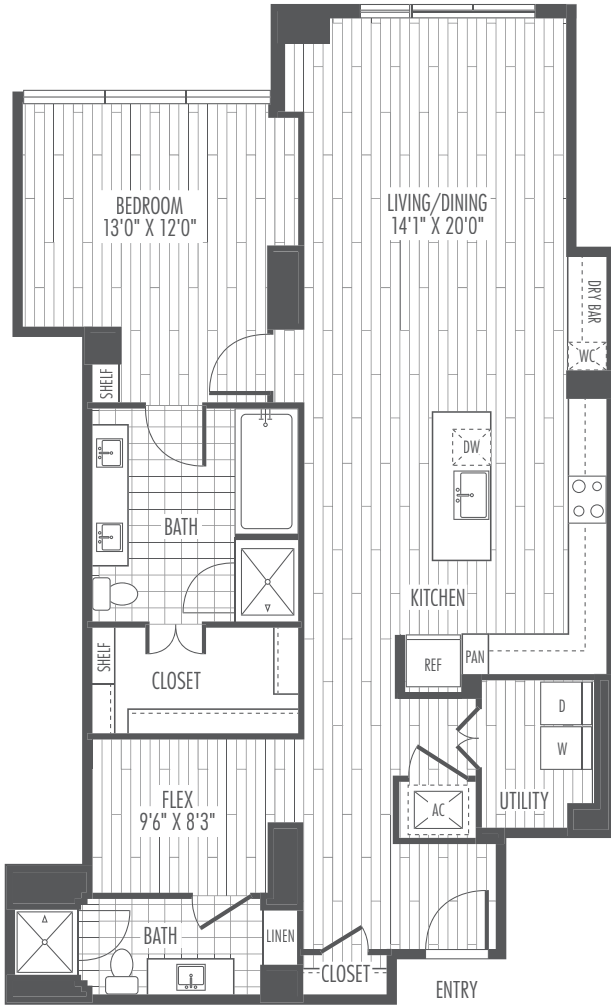 BEDROOM
13'0" X 12'0"
LIVING/DINING
14'1" X 20'0"
DRY BAR
WC
SHELF
DW
BATH
KITCHEN
SHELF
CLOSET
REF
PAN
D
W
FLEX
9'6" X 8'3"
AC
UTILITY
BATH
LINEN
CLOSET
ENTRY